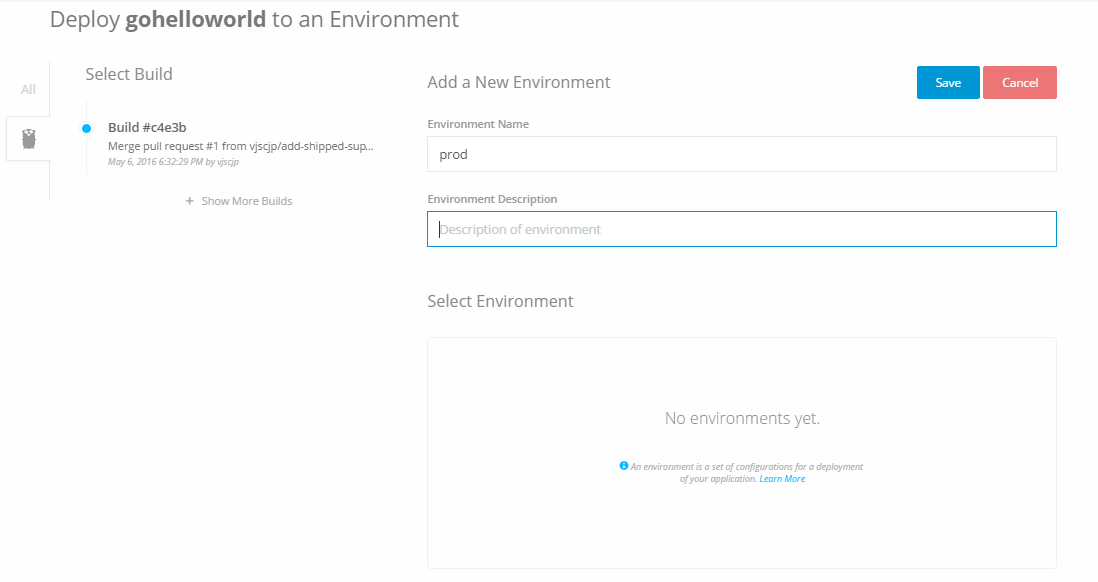 Deploy gohelloworld to an Environment
All
Select Build
Build #c4e3b
Merge pull request #1 from vjscjp/add-shipped-sup...
May 6, 2016 6:32:29 PM by vjscjp
+ Show More Builds
Add a New Environment
Save
Cancel
Environment Name
prod
Environment Description
Description of environment
Select Environment
No environments yet.
An environment is a set of configurations for a deployment
of your application. Learn More